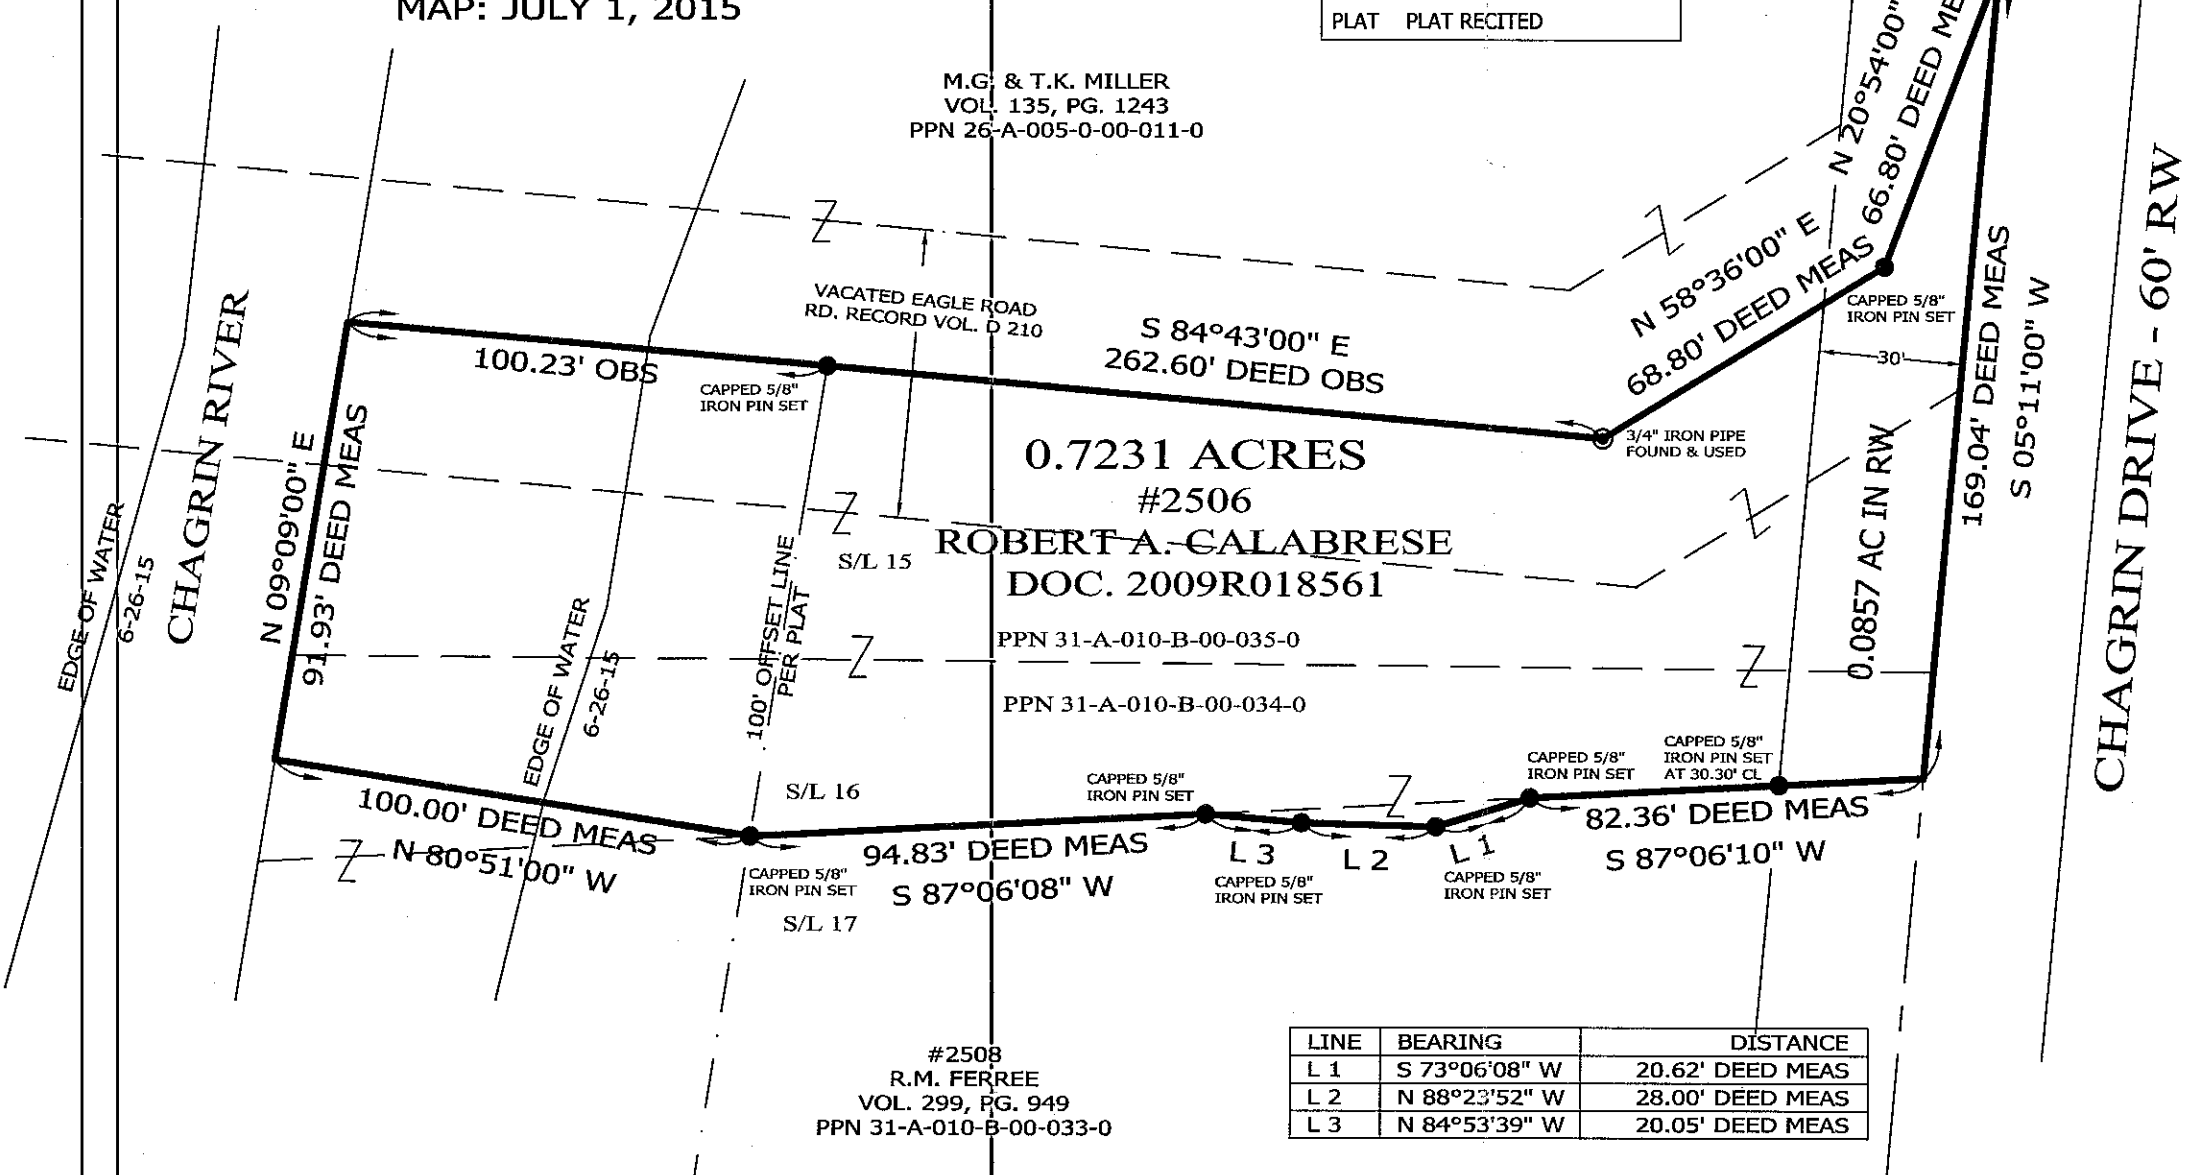 MAP: JULY 1, 2015
PLAT PLAT RECITED
M.G. & T.K. MILLER
VOL. 135, PG. 1243
PPN 26-A-005-0-00-011-0
N 20°54'00"
66.80' DEED ME
N 58°36'00" E
68.80' DEED MEAS
CAPPED 5/8"
IRON PIN SET
30'
169.04' DEED MEAS
S 05°11'00" W
CHAGRIN DRIVE - 60' RW
VACATED EAGLE ROAD
RD. RECORD VOL. D 210
S 84°43'00" E
262.60' DEED OBS
100.23' OBS
CAPPED 5/8"
IRON PIN SET
3/4" IRON PIPE
FOUND & USED
CHAGRIN RIVER
EDGE OF WATER
6-26-15
N 09°09'00" E
91.93' DEED MEAS
0.7231 ACRES
#2506
ROBERT A. CALABRESE
DOC. 2009R018561
S/L 15
0.0857 AC IN RW
100' OFFSET LINE
PER PLAT
EDGE OF WATER
6-26-15
PPN 31-A-010-B-00-035-0
PPN 31-A-010-B-00-034-0
S/L 16
CAPPED 5/8"
IRON PIN SET
CAPPED 5/8"
IRON PIN SET
CAPPED 5/8"
IRON PIN SET
AT 30.30' CL
100.00' DEED MEAS
N 80°51'00" W
CAPPED 5/8"
IRON PIN SET
S/L 17
94.83' DEED MEAS
S 87°06'08" W
L 3
L 2
L 1
CAPPED 5/8"
IRON PIN SET
CAPPED 5/8"
IRON PIN SET
82.36' DEED MEAS
S 87°06'10" W
#2508
R.M. FERREE
VOL. 299, PG. 949
PPN 31-A-010-B-00-033-0
LINE BEARING DISTANCE
L 1 S 73°06'08" W 20.62' DEED MEAS
L 2 N 88°23'52" W 28.00' DEED MEAS
L 3 N 84°53'39" W 20.05' DEED MEAS